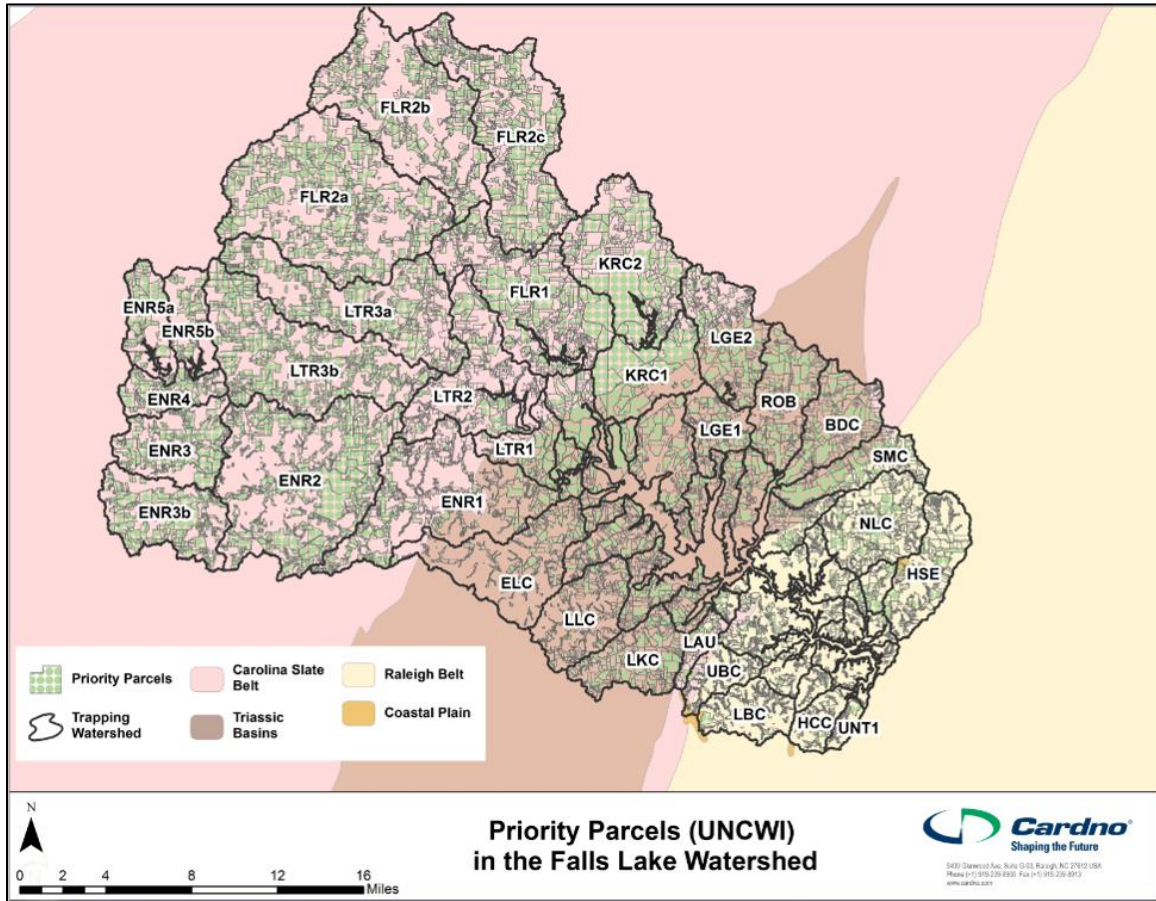 FLR2b
FLR2c
FLR2a
KRC2
ENR5a
FLR1
ENR5b
LTR3a
LGE2
LTR3b
KRC1
ENR4
LTR2
ROB
BDC
LGE1
ENR3
LTR1
SMC
ENR2
ENR1
NLC
ENR3b
HSE
ELC
LLC
LAU
LKC
UBC
LBC
HCC
UNT1
Priority Parcels
Carolina Slate
Belt
Raleigh Belt
Trapping
Watershed
Triassic
Basins
Coastal Plain
N
Priority Parcels (UNCWI)
in the Falls Lake Watershed
Cardno®
Shaping the Future
www.cardno.com
0 2 4 8 12 16
Miles